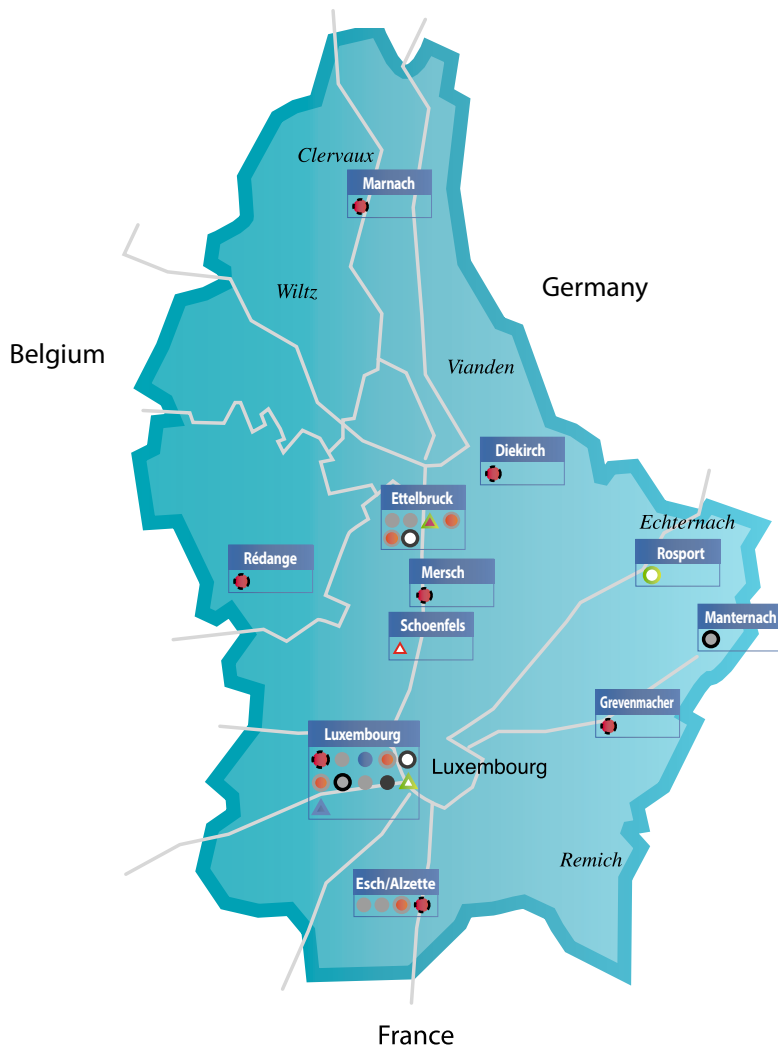 Clervaux
Marnach
Wiltz
Germany
Belgium
Vianden
Diekirch
Ettelbruck
Echternach
Rédange
Rosport
Mersch
Schoenfels
Manternach
Grevenmacher
Luxembourg
Luxembourg
Remich
Esch/Alzette
France